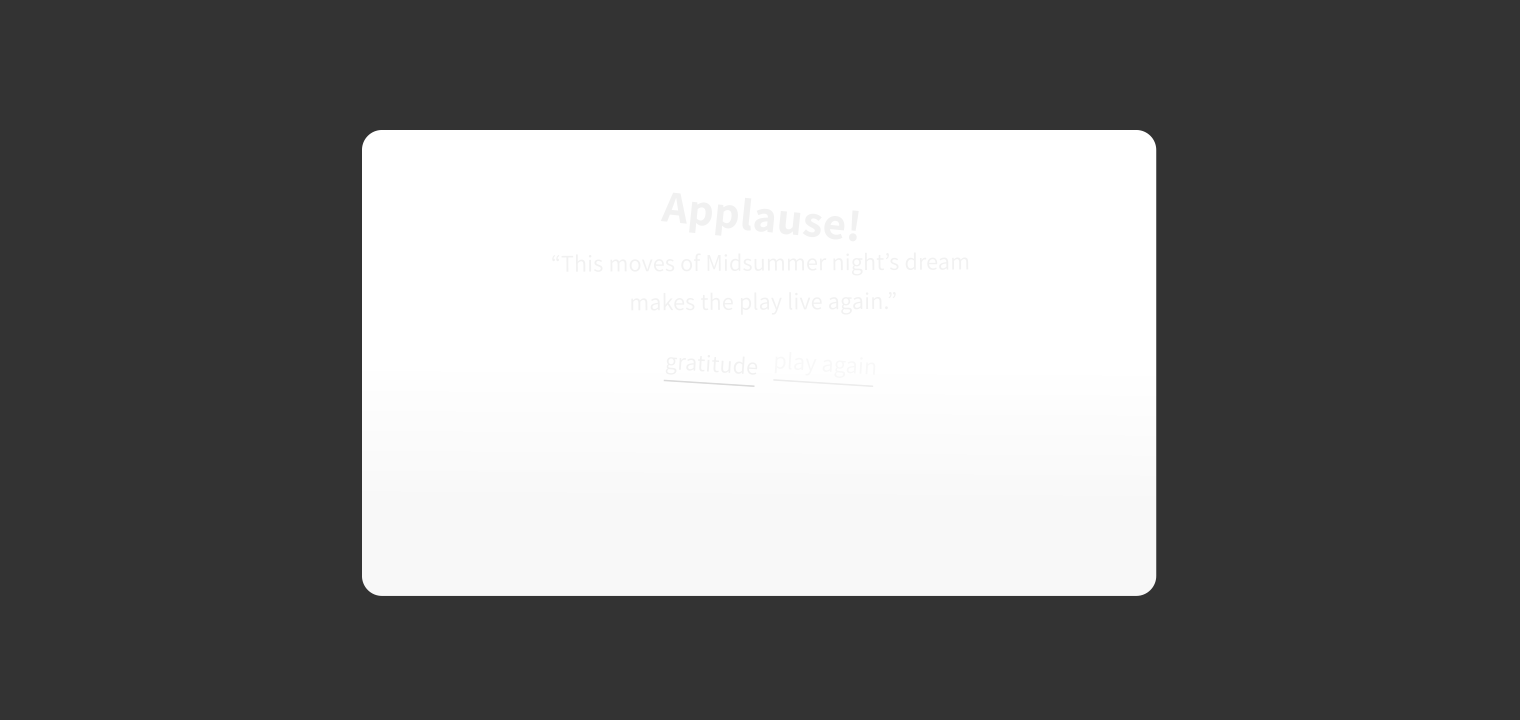 Applause!
“This moves of Midsummer night’s dream
makes the play live again.”
gratitude play again